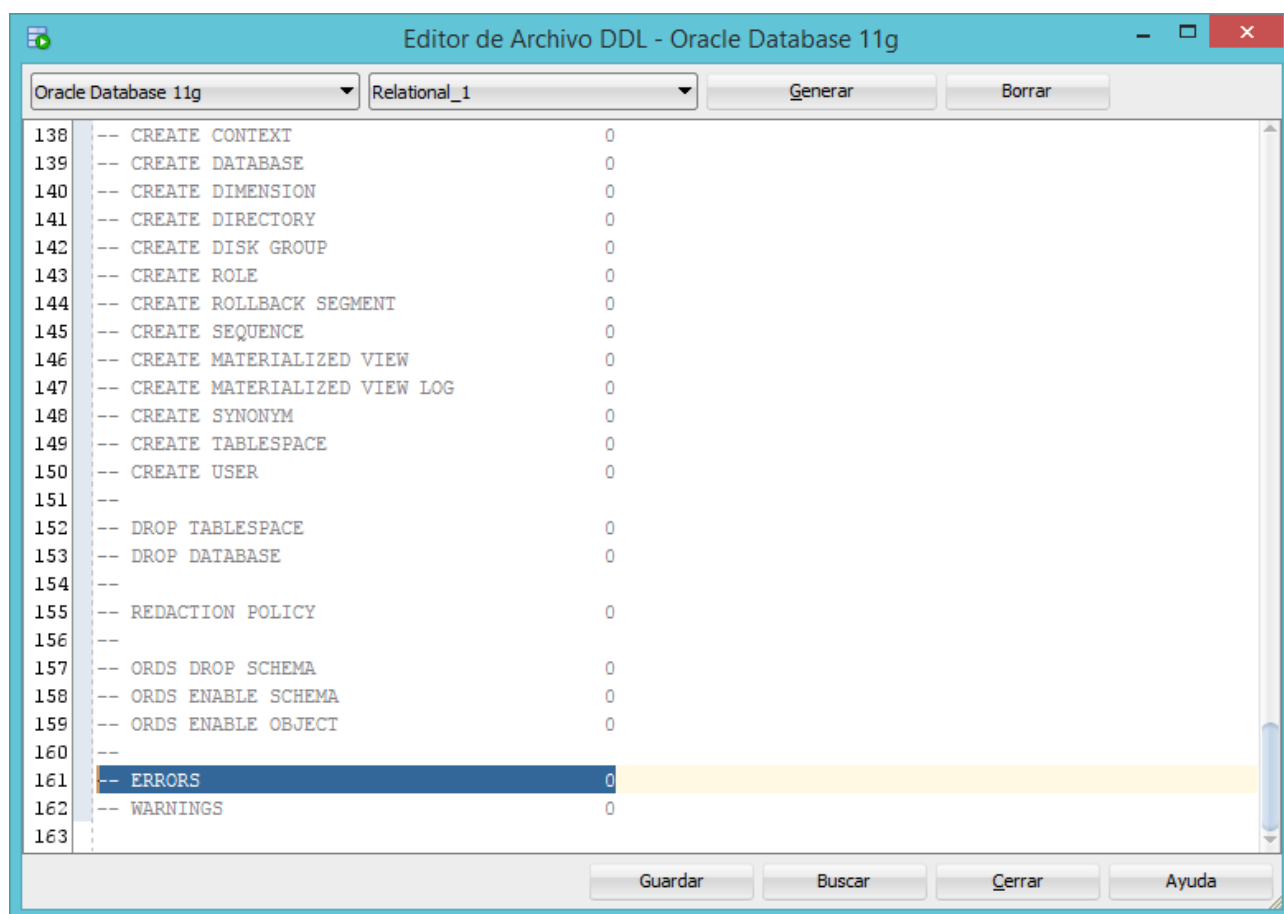 Editor de Archivo DDL - Oracle Database 11g
Oracle Database 11g Relational_1 Generar Borrar
138 -- CREATE CONTEXT 0
139 -- CREATE DATABASE 0
140 -- CREATE DIMENSION 0
141 -- CREATE DIRECTORY 0
142 -- CREATE DISK GROUP 0
143 -- CREATE ROLE 0
144 -- CREATE ROLLBACK SEGMENT 0
145 -- CREATE SEQUENCE 0
146 -- CREATE MATERIALIZED VIEW 0
147 -- CREATE MATERIALIZED VIEW LOG 0
148 -- CREATE SYNONYM 0
149 -- CREATE TABLESPACE 0
150 -- CREATE USER 0
151 --
152 -- DROP TABLESPACE 0
153 -- DROP DATABASE 0
154 --
155 -- REDACTION POLICY 0
156 --
157 -- ORDS DROP SCHEMA 0
158 -- ORDS ENABLE SCHEMA 0
159 -- ORDS ENABLE OBJECT 0
160 --
161 -- ERRORS 0
162 -- WARNINGS 0
163
Guardar Buscar Cerrar Ayuda